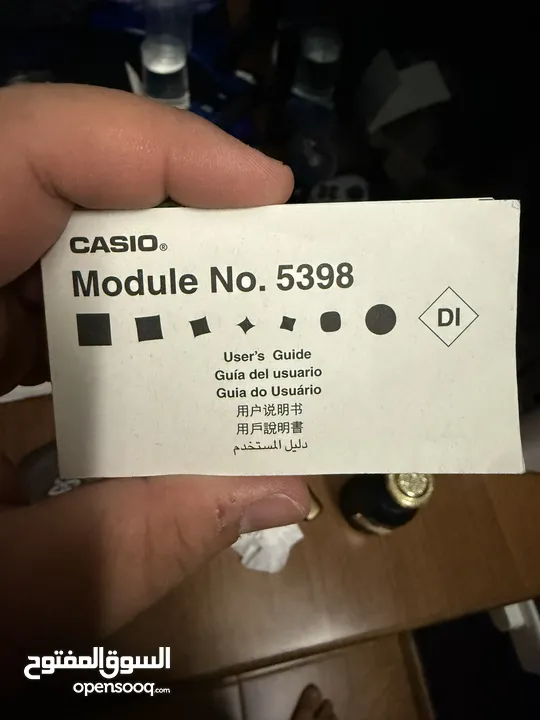 CASIO®
Module No. 5398
DI
User's Guide
Guía del usuario
Guia do Usuário
用户说明书
用戶說明書
دليل المستخدم
السوق المفتوح
opensooq.com